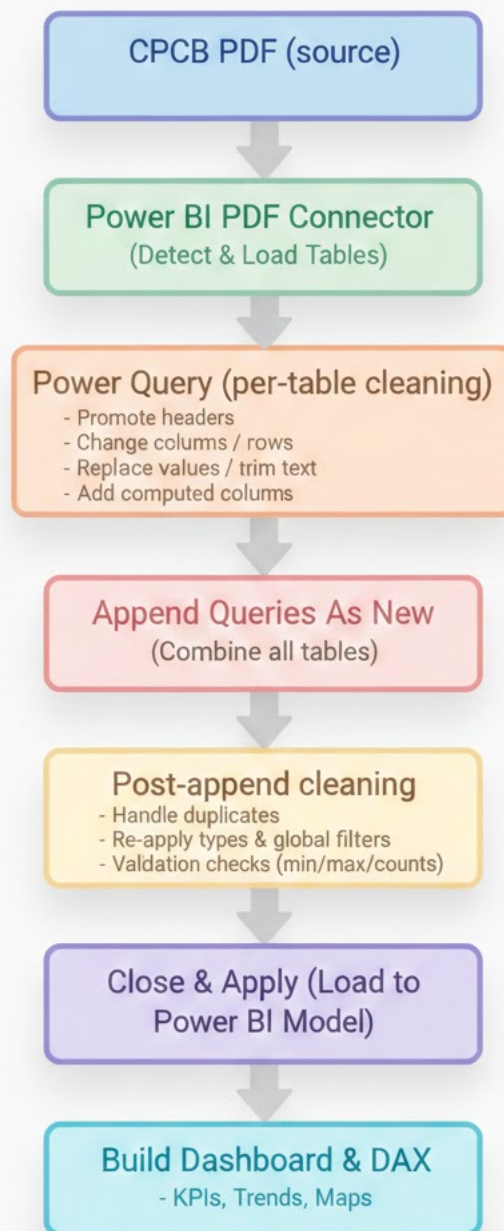 CPCB PDF (source)
Power BI PDF Connector
(Detect & Load Tables)
Power Query (per-table cleaning)
- Promote headers
- Change colums / rows
- Replace values / trim text
- Add computed colums
Append Queries As New
(Combine all tables)
Post-append cleaning
- Handle duplicates
- Re-apply types & global filters
- Validation checks (min/max/counts)
Close & Apply (Load to
Power BI Model)
Build Dashboard & DAX
- KPIs, Trends, Maps